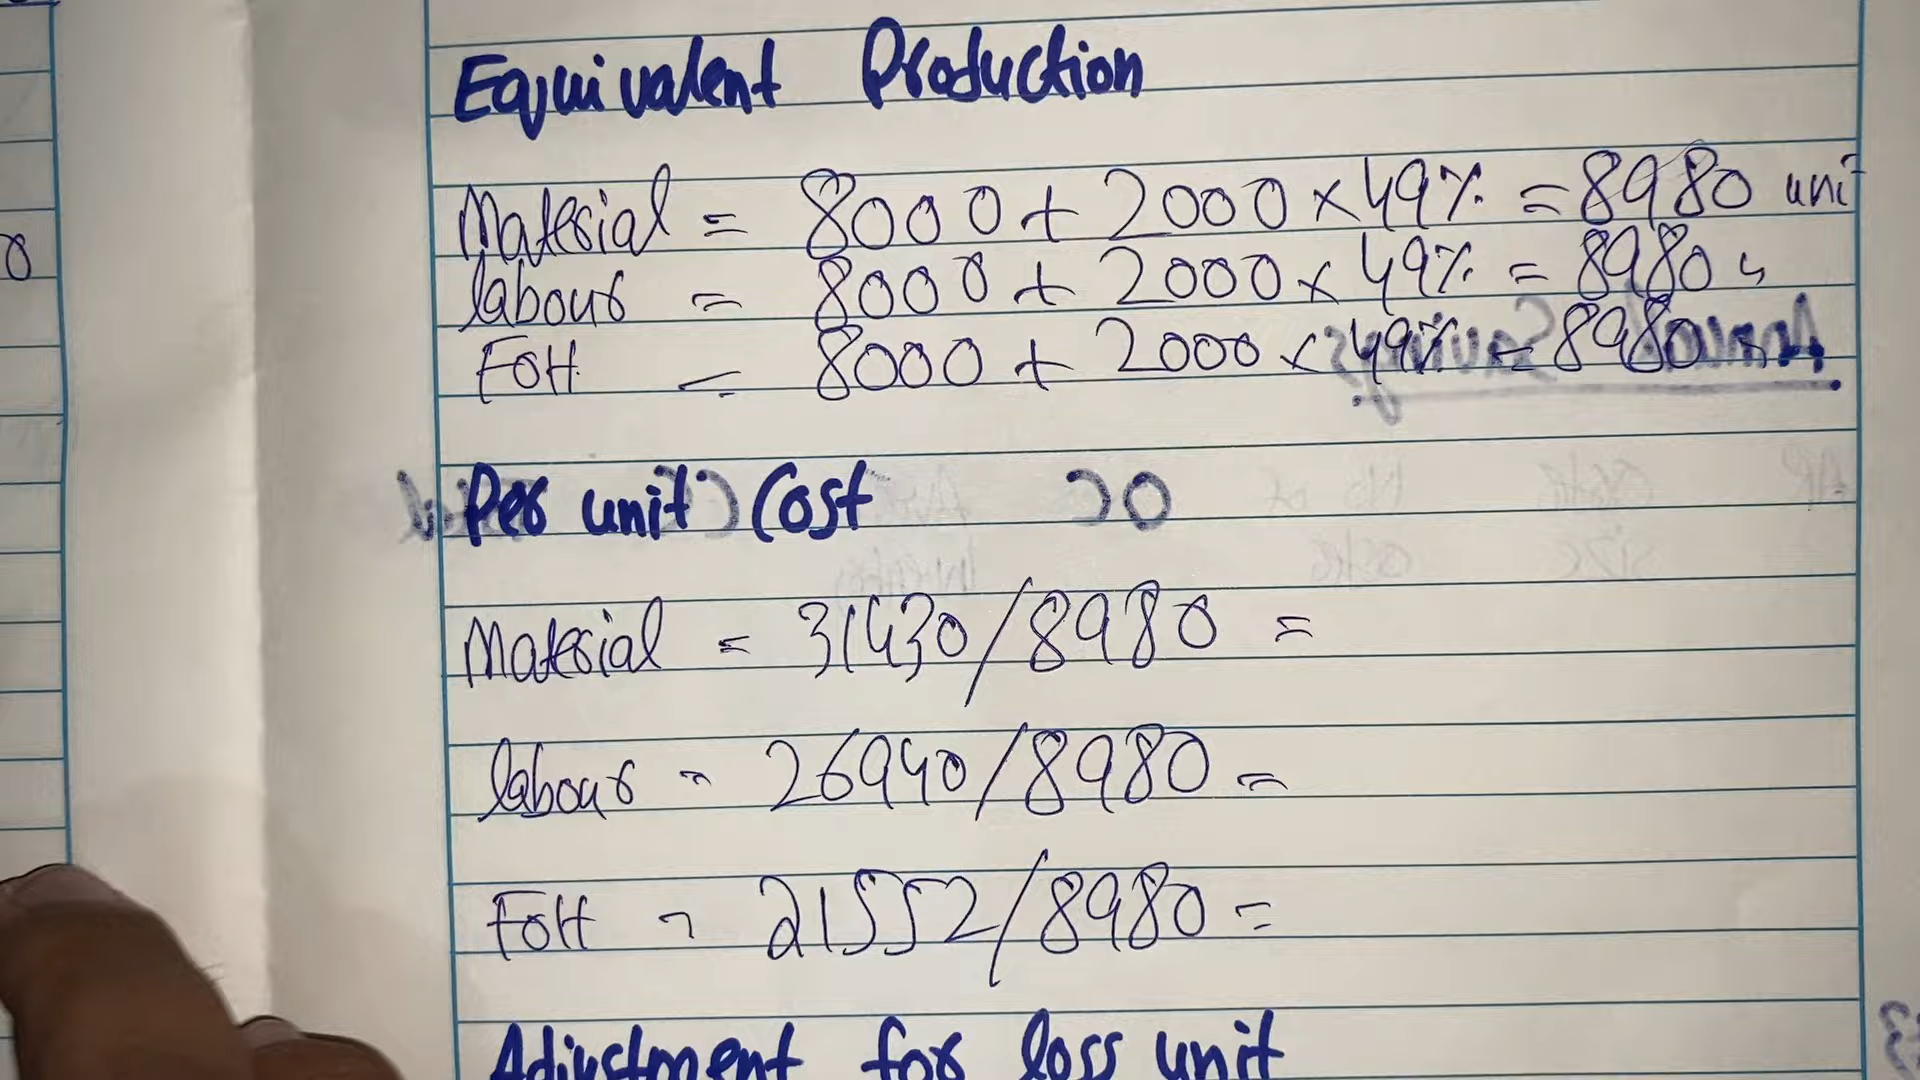 Equivalent Production
Material = 8000 + 2000 × 49% = 8980 uni
labour = 8000 + 2000 × 49% = 8980 "
FOH = 8000 + 2000 × 49% = 8980 "
Per unit Cost
Material = 31430/8980 =
labour = 26940/8980 =
FOH = 21552/8980 =
Adjustment for loss unit